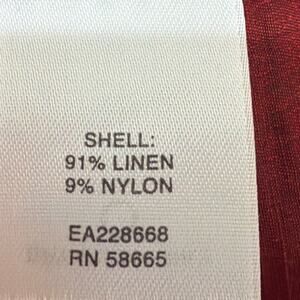 SHELL:
91% LINEN
9% NYLON
EA228668
RN 58665